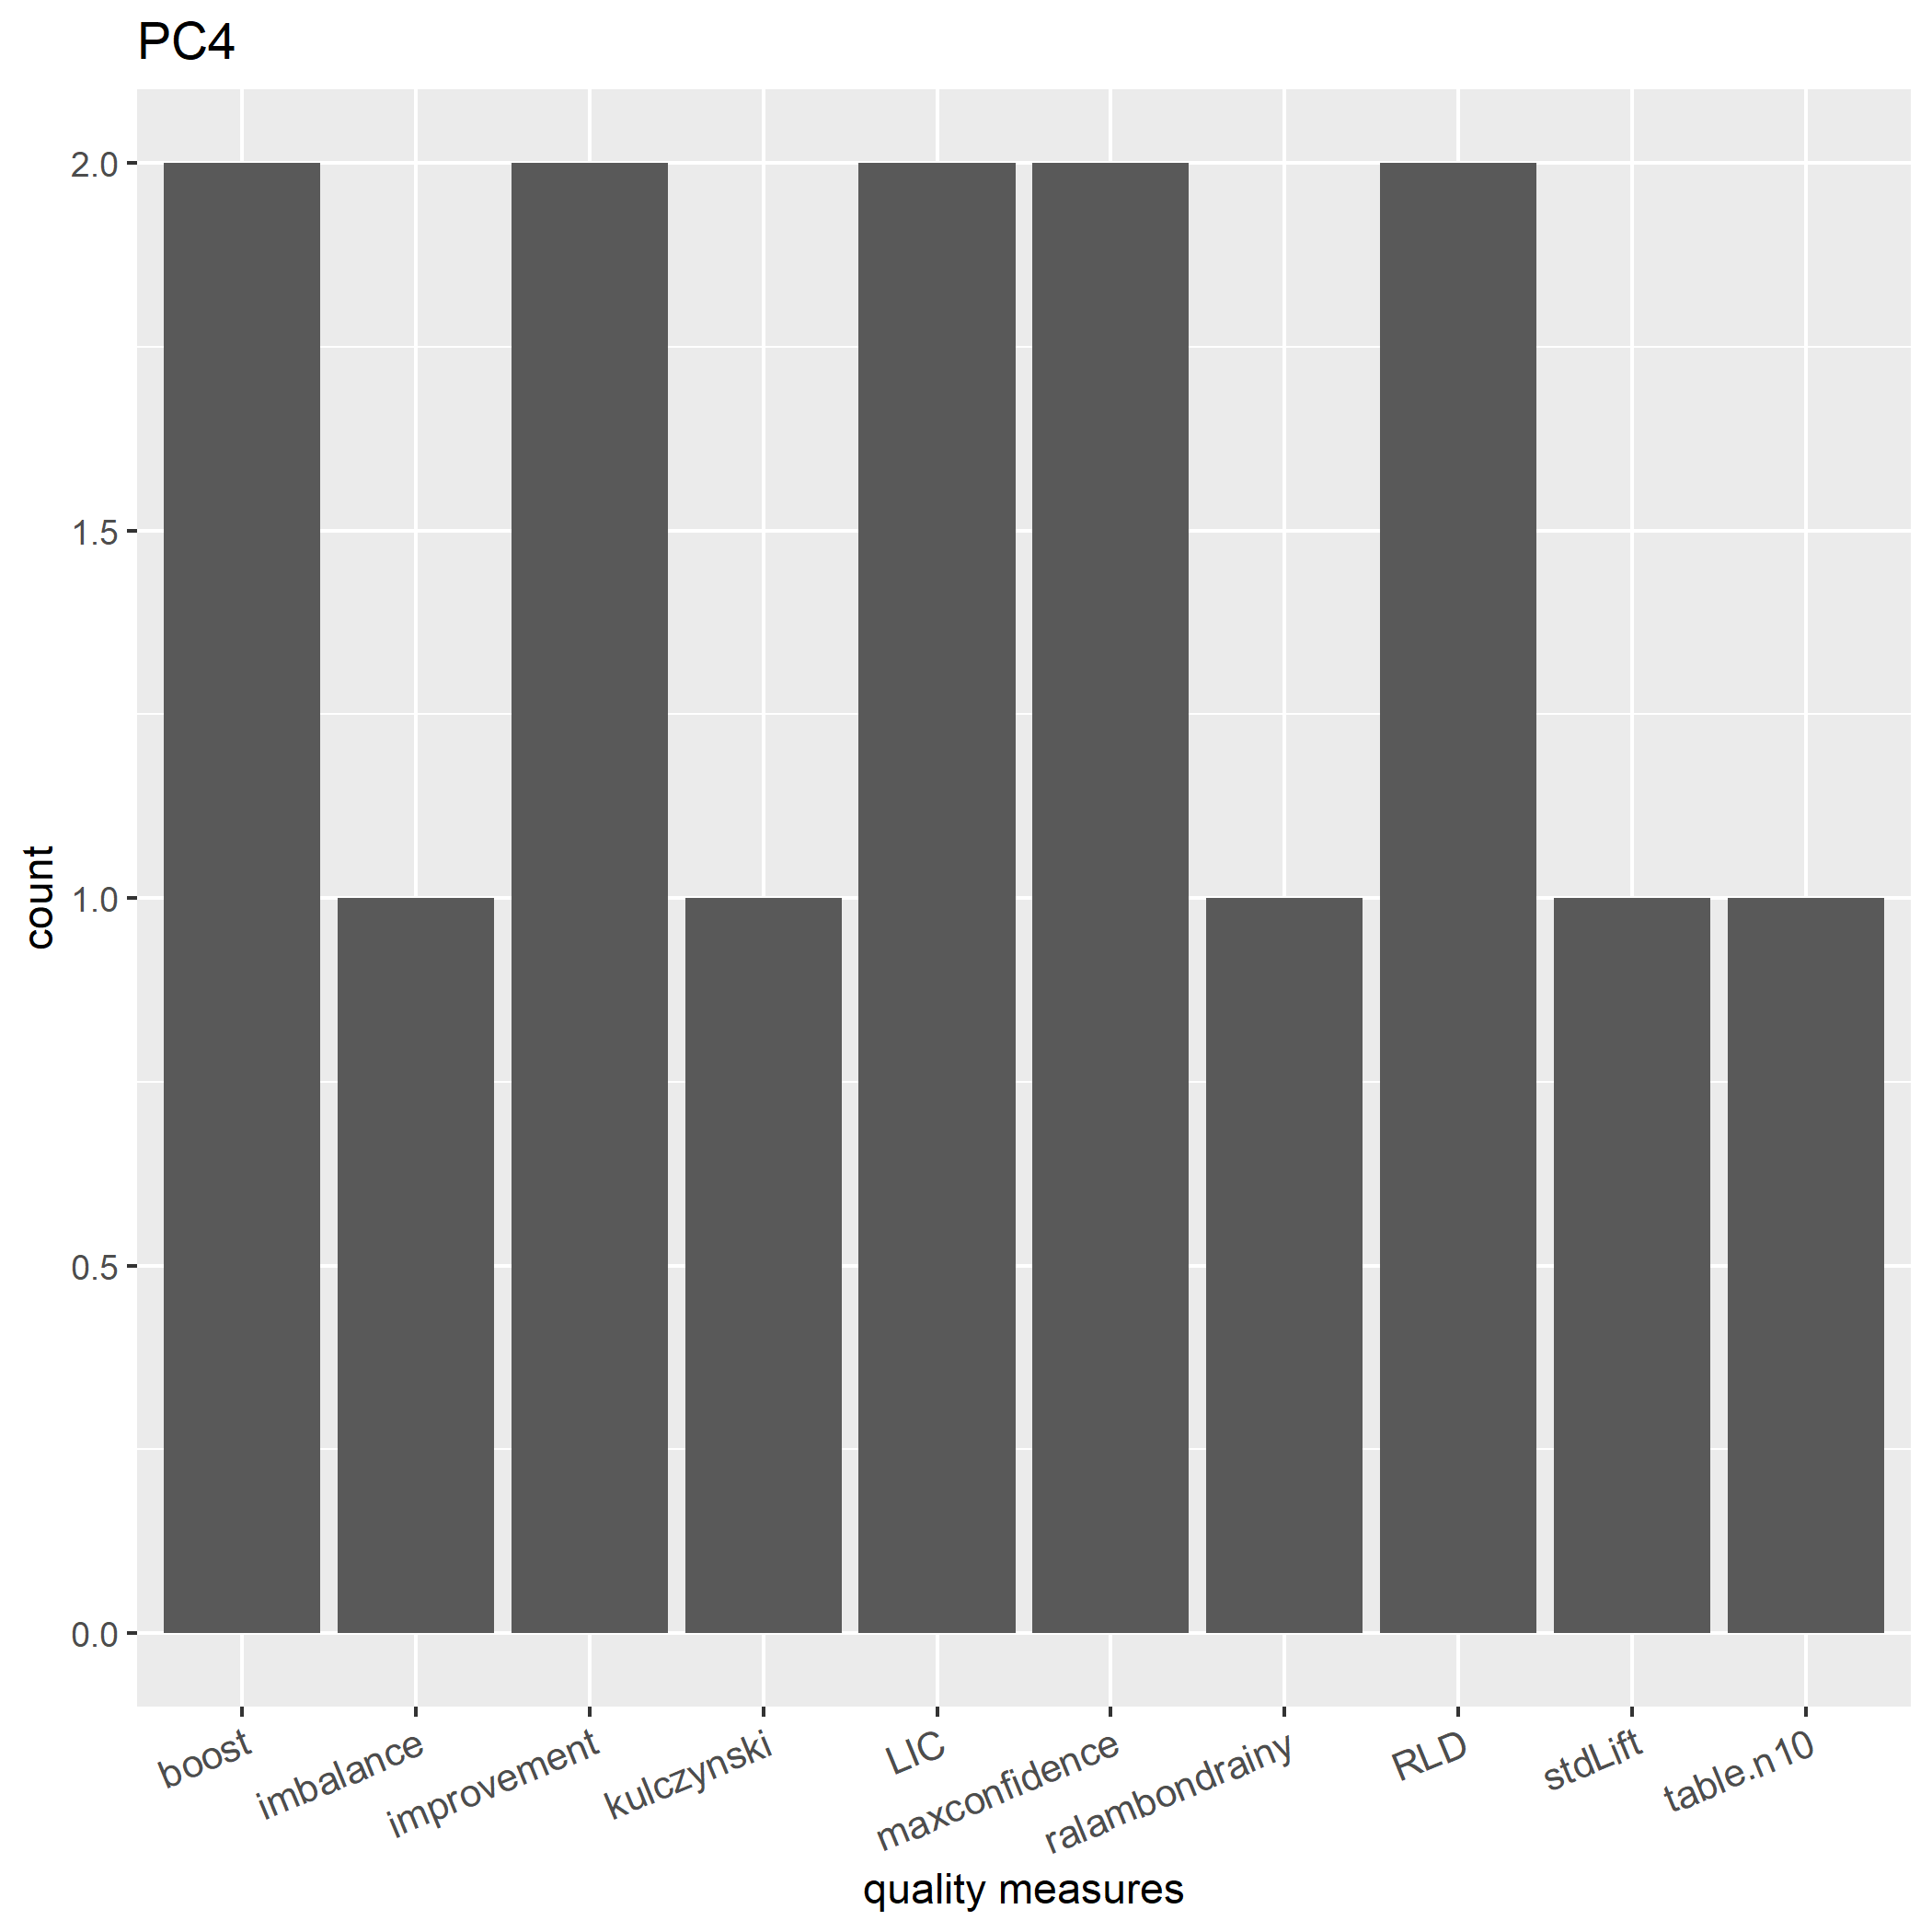 PC4
count
2.0
1.5
1.0
0.5
0.0
boost
imbalance
improvement
kulczynski
LIC
maxconfidence
ralambondrainy
RLD
stdLift
table.n10
quality measures